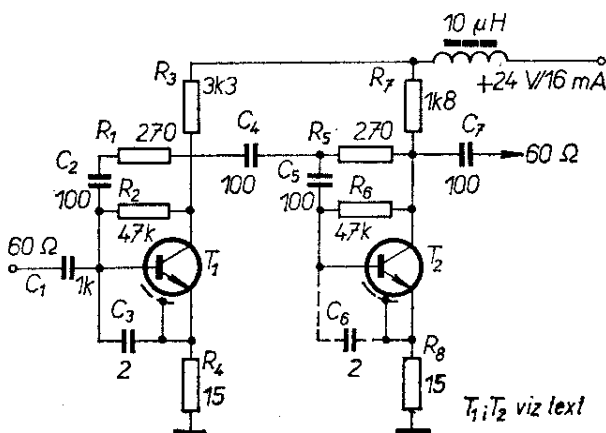 10 µH
+24 V/16 mA
R3
3k3
R7
1k8
R1
270
C4
100
R5
270
C7
100
60 Ω
C2
100
R2
47k
C5
100
R6
47k
60 Ω
C1
1k
T1
T2
C3
2
C6
2
R4
15
R8
15
T1; T2 viz text